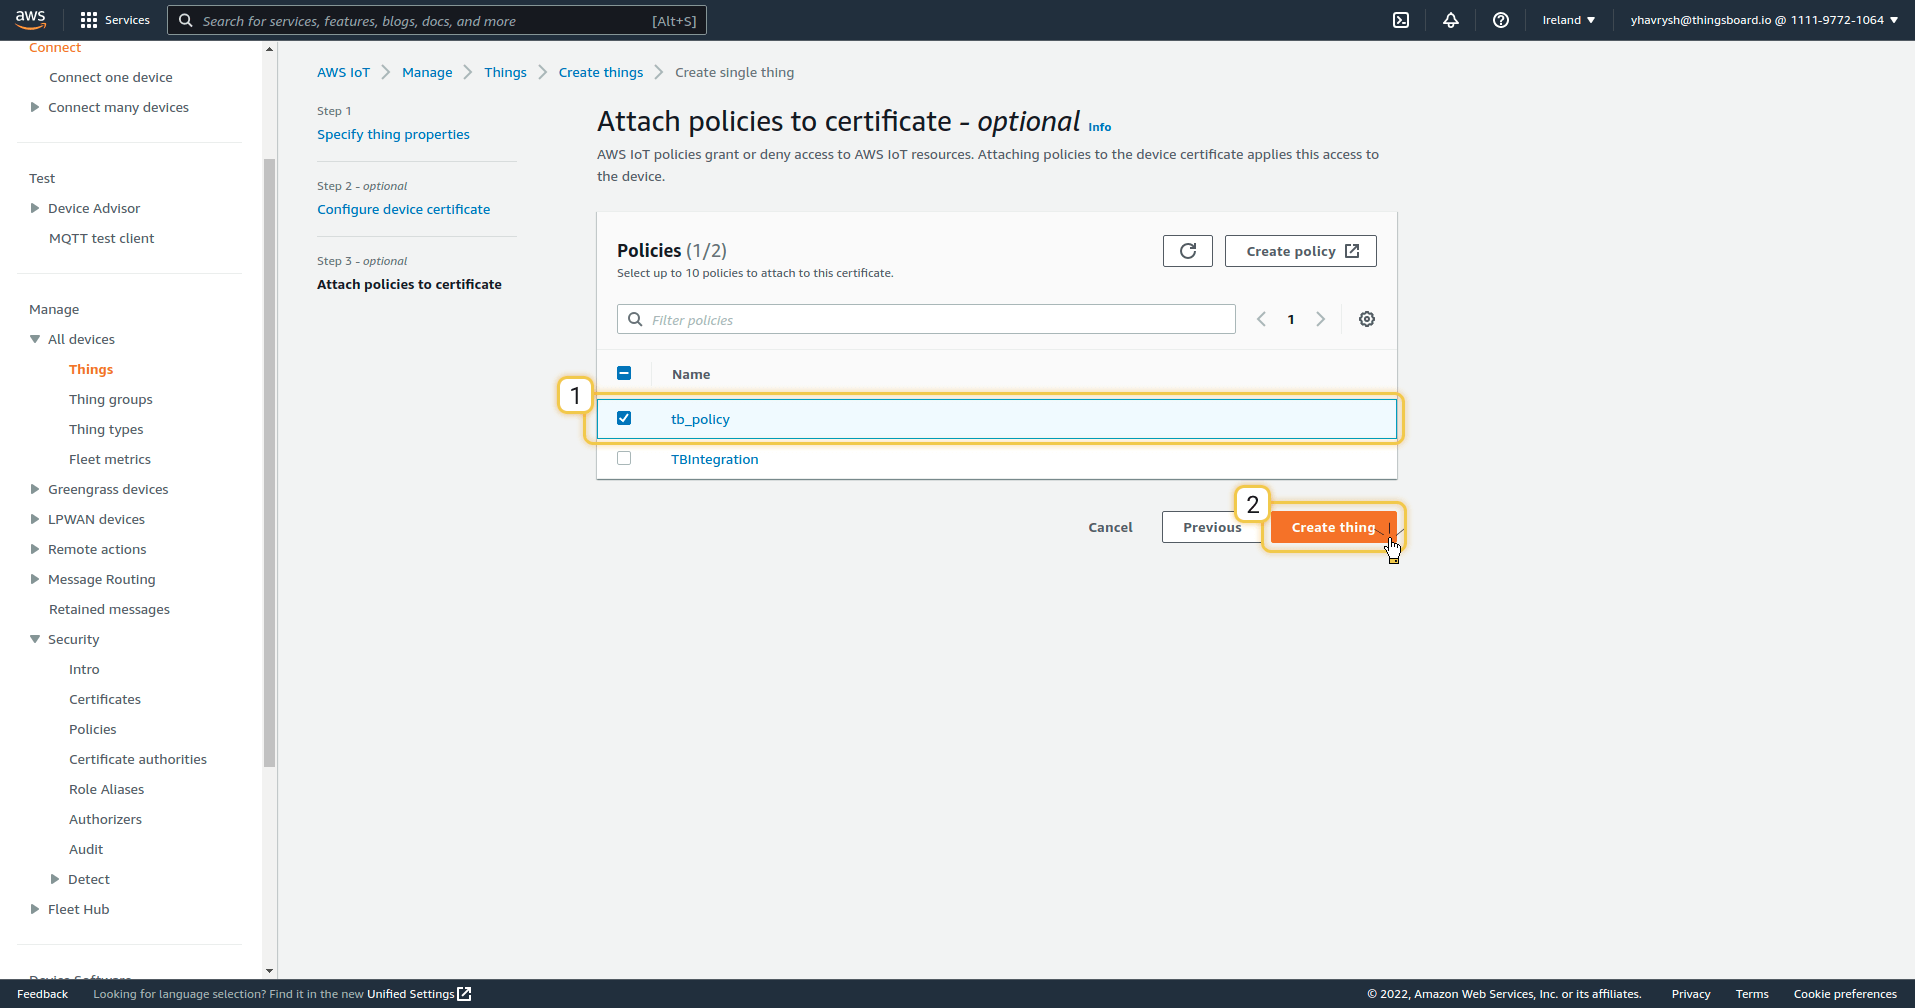 aws
Services
Search for services, features, blogs, docs, and more
[Alt+S]
Ireland
yhavrysh@thingsboard.io @ 1111-9772-1064
Connect
Connect one device
Connect many devices
Test
Device Advisor
MQTT test client
Manage
All devices
Things
Thing groups
Thing types
Fleet metrics
Greengrass devices
LPWAN devices
Remote actions
Message Routing
Retained messages
Security
Intro
Certificates
Policies
Certificate authorities
Role Aliases
Authorizers
Audit
Detect
Fleet Hub
Device Software
AWS IoT
Manage
Things
Create things
Create single thing
Step 1
Specify thing properties
Step 2 - optional
Configure device certificate
Step 3 - optional
Attach policies to certificate
Attach policies to certificate - optional Info
AWS IoT policies grant or deny access to AWS IoT resources. Attaching policies to the device certificate applies this access to
the device.
Policies (1/2)
Select up to 10 policies to attach to this certificate.
Create policy
Filter policies
1
Name
1
tb_policy
TBIntegration
Cancel
Previous
2
Create thing
Feedback
Looking for language selection? Find it in the new Unified Settings
© 2022, Amazon Web Services, Inc. or its affiliates.
Privacy
Terms
Cookie preferences